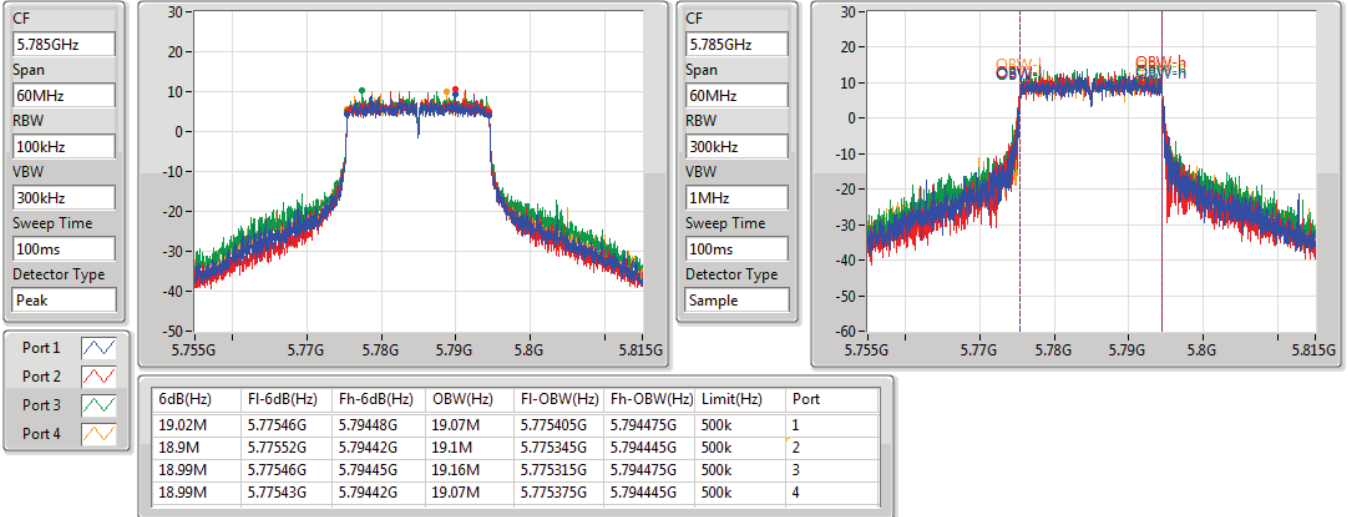 CF
5.785GHz
Span
60MHz
RBW
100kHz
VBW
300kHz
Sweep Time
100ms
Detector Type
Peak
30
20
10
0
-10
-20
-30
-40
-50
5.755G 5.77G 5.78G 5.79G 5.8G 5.815G
CF
5.785GHz
Span
60MHz
RBW
300kHz
VBW
1MHz
Sweep Time
100ms
Detector Type
Sample
30
20
10
0
-10
-20
-30
-40
-50
-60
OBW-l OBW-h
5.755G 5.77G 5.78G 5.79G 5.8G 5.815G
Port 1
Port 2
Port 3
Port 4
6dB(Hz) Fl-6dB(Hz) Fh-6dB(Hz) OBW(Hz) Fl-OBW(Hz) Fh-OBW(Hz) Limit(Hz) Port
19.02M 5.77546G 5.79448G 19.07M 5.775405G 5.794475G 500k 1
18.9M 5.77552G 5.79442G 19.1M 5.775345G 5.794445G 500k 2
18.99M 5.77546G 5.79445G 19.16M 5.775315G 5.794475G 500k 3
18.99M 5.77543G 5.79442G 19.07M 5.775375G 5.794445G 500k 4